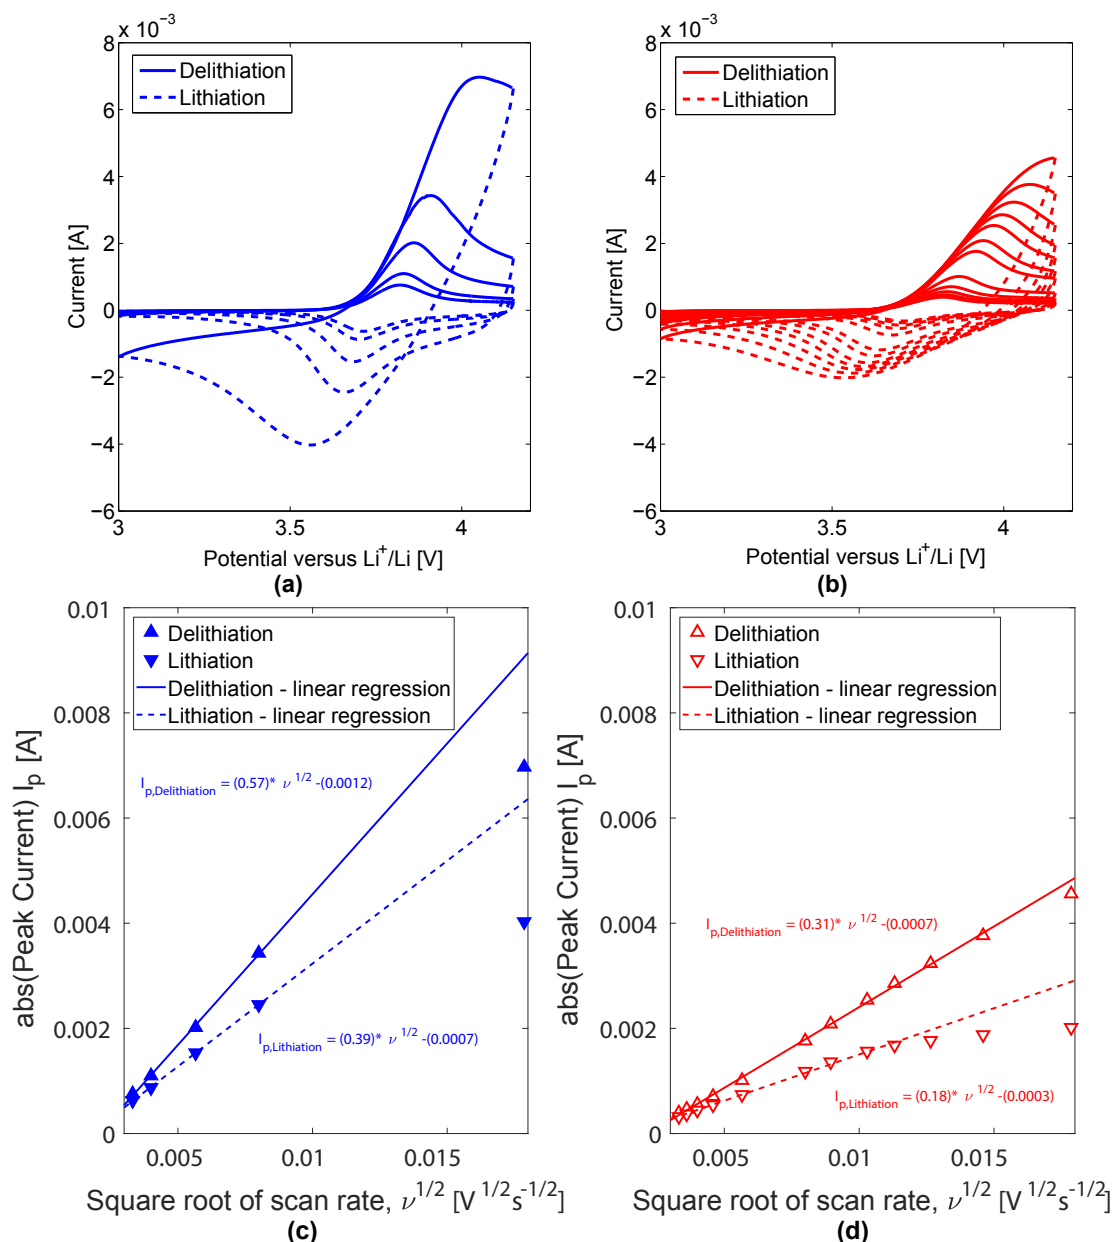 (a)
x 10⁻³
8
6
4
2
0
−2
−4
−6
Current [A]
Delithiation
Lithiation
3
3.5
4
Potential versus Li⁺/Li [V]
(a)
x 10⁻³
8
6
4
2
0
−2
−4
−6
Current [A]
Delithiation
Lithiation
3
3.5
4
Potential versus Li⁺/Li [V]
(b)
0.01
0.008
0.006
0.004
0.002
0
abs(Peak Current) Iₚ [A]
Delithiation
Lithiation
Delithiation - linear regression
Lithiation - linear regression
I_p,Delithiation = (0.57)* ν^1/2 -(0.0012)
I_p,Lithiation = (0.39)* ν^1/2 -(0.0007)
0.005
0.01
0.015
Square root of scan rate, ν^1/2 [V^1/2s^-1/2]
(c)
0.01
0.008
0.006
0.004
0.002
0
abs(Peak Current) Iₚ [A]
Delithiation
Lithiation
Delithiation - linear regression
Lithiation - linear regression
I_p,Delithiation = (0.31)* ν^1/2 -(0.0007)
I_p,Lithiation = (0.18)* ν^1/2 -(0.0003)
0.005
0.01
0.015
Square root of scan rate, ν^1/2 [V^1/2s^-1/2]
(d)